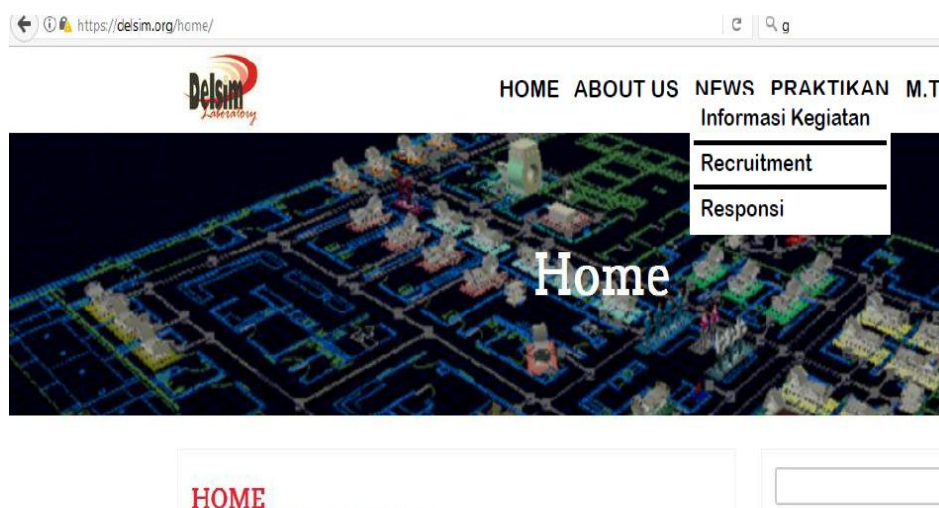 https://delsim.org/home/
g
Delsim
Laboratory
HOME ABOUT US NEWS PRAKTIKAN M.T
Informasi Kegiatan
Recruitment
Responsi
Home
HOME